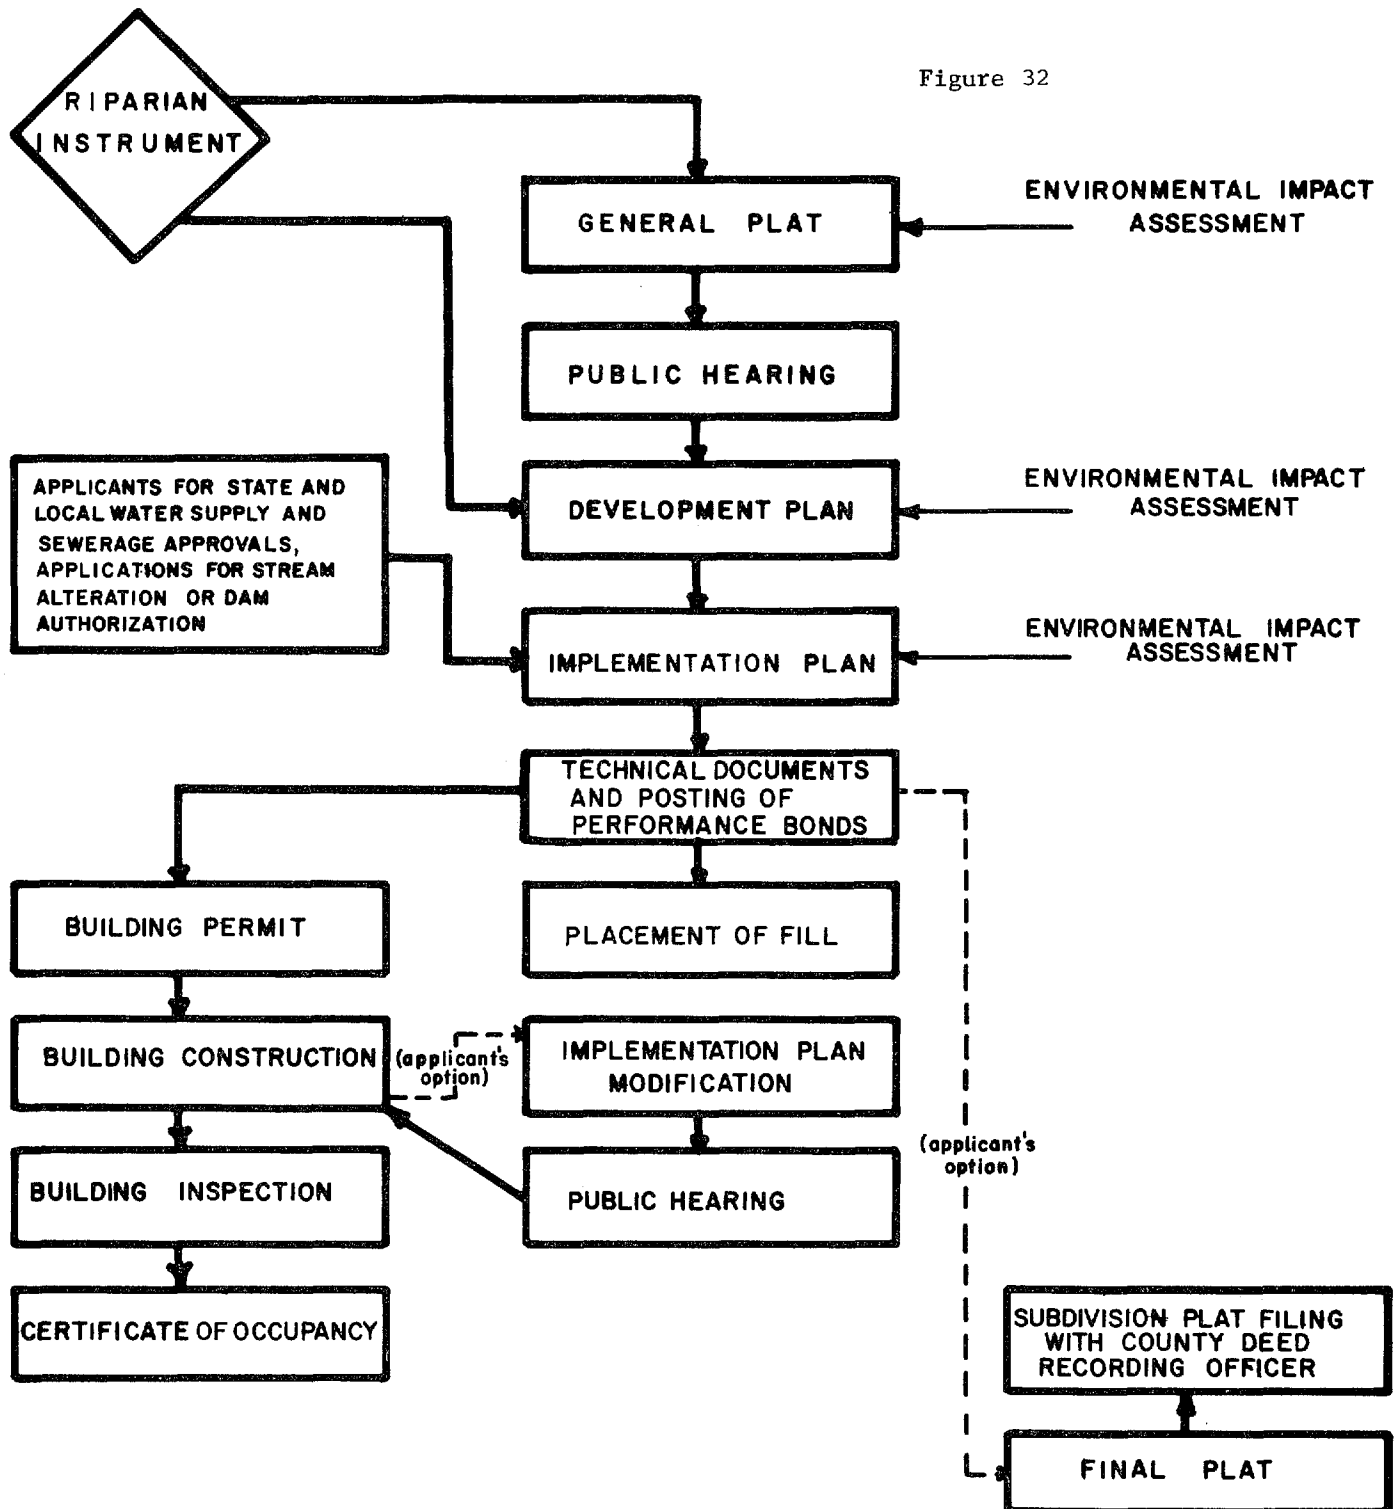 Figure 32
RIPARIAN
INSTRUMENT
GENERAL PLAT
ENVIRONMENTAL IMPACT
ASSESSMENT
PUBLIC HEARING
DEVELOPMENT PLAN
ENVIRONMENTAL IMPACT
ASSESSMENT
APPLICANTS FOR STATE AND
LOCAL WATER SUPPLY AND
SEWERAGE APPROVALS,
APPLICATIONS FOR STREAM
ALTERATION OR DAM
AUTHORIZATION
IMPLEMENTATION PLAN
ENVIRONMENTAL IMPACT
ASSESSMENT
TECHNICAL DOCUMENTS
AND POSTING OF
PERFORMANCE BONDS
BUILDING PERMIT
PLACEMENT OF FILL
BUILDING CONSTRUCTION
(applicant's
option)
IMPLEMENTATION PLAN
MODIFICATION
BUILDING INSPECTION
PUBLIC HEARING
(applicant's
option)
CERTIFICATE OF OCCUPANCY
SUBDIVISION PLAT FILING
WITH COUNTY DEED
RECORDING OFFICER
FINAL PLAT